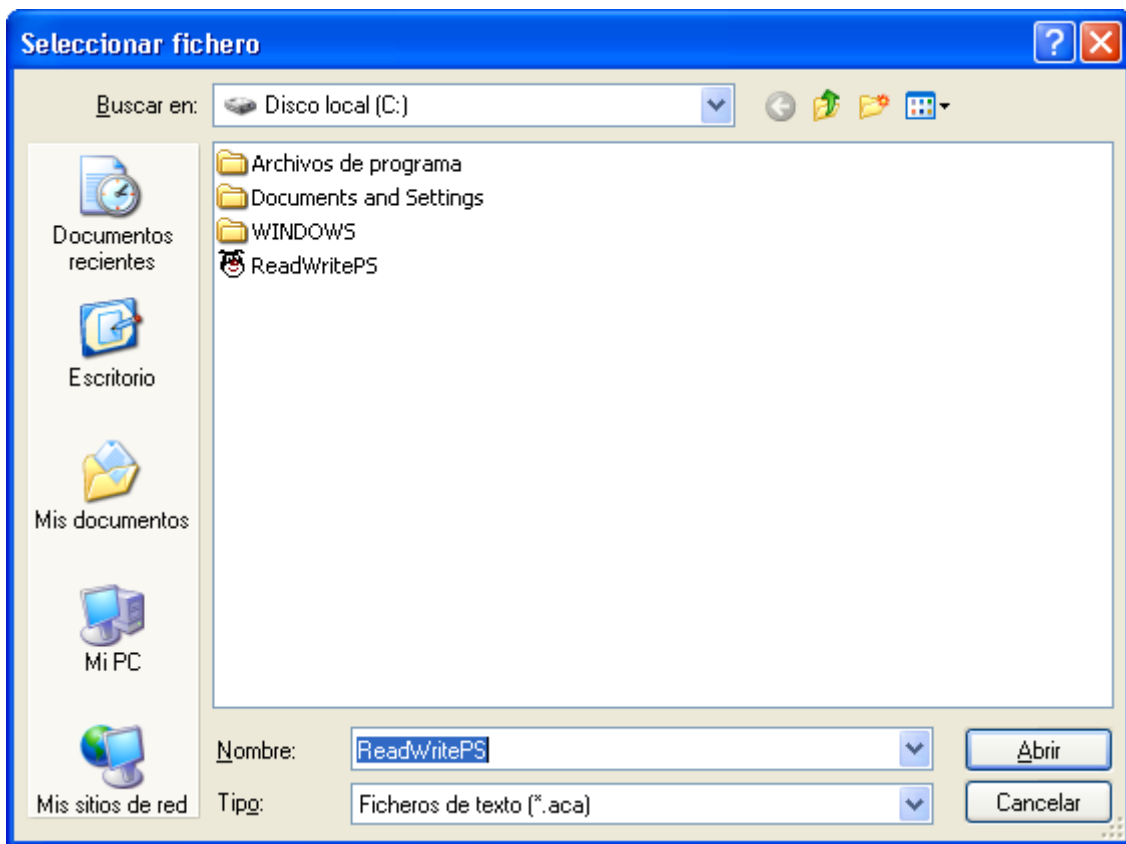 Seleccionar fichero
Buscar en:
Disco local (C:)
Archivos de programa
Documents and Settings
WINDOWS
ReadWritePS
Documentos
recientes
Escritorio
Mis documentos
Mi PC
Mis sitios de red
Nombre:
ReadWritePS
Abrir
Tipo:
Ficheros de texto (*.aca)
Cancelar